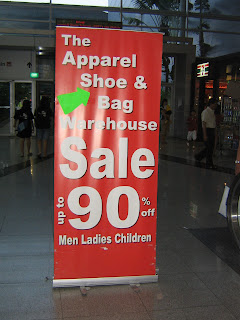 The
Apparel
Shoe &
Bag
Warehouse
Sale
up to 90% off
Men Ladies Children